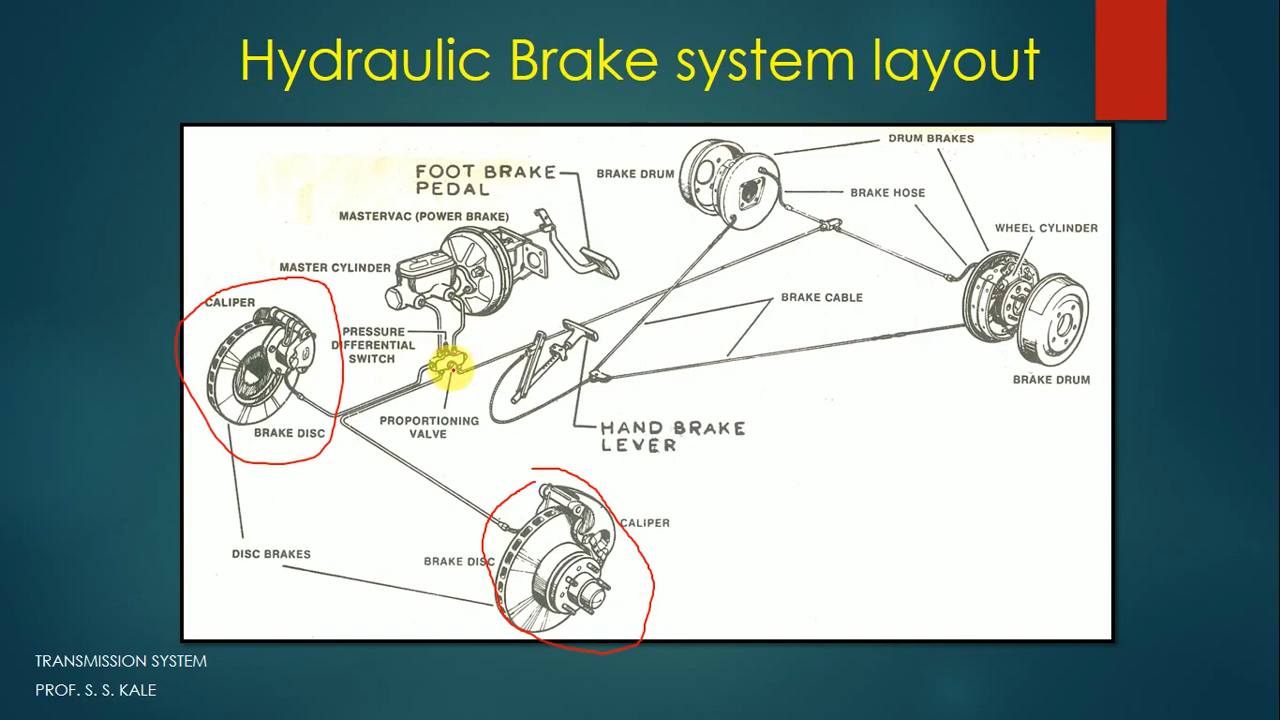 Hydraulic Brake system layout
DRUM BRAKES
FOOT BRAKE
PEDAL
BRAKE DRUM
BRAKE HOSE
MASTERVAC (POWER BRAKE)
WHEEL CYLINDER
MASTER CYLINDER
BRAKE CABLE
CALIPER
PRESSURE
DIFFERENTIAL
SWITCH
BRAKE DRUM
PROPORTIONING
VALVE
HAND BRAKE
LEVER
BRAKE DISC
CALIPER
DISC BRAKES
BRAKE DISC
TRANSMISSION SYSTEM
PROF. S. S. KALE